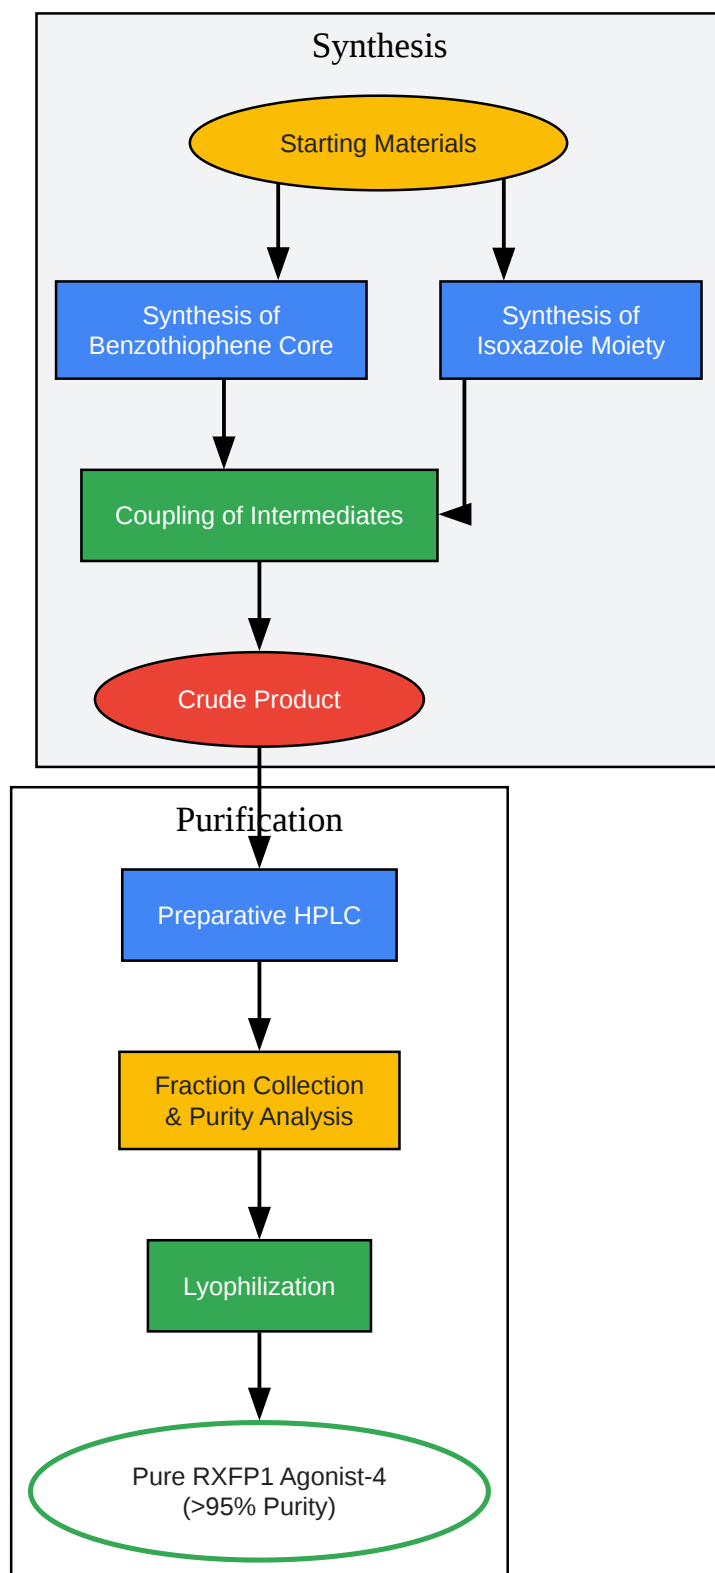 Synthesis
Starting Materials
Synthesis of
Benzothiophene Core
Synthesis of
Isoxazole Moiety
Coupling of Intermediates
Crude Product
Purification
Preparative HPLC
Fraction Collection
& Purity Analysis
Lyophilization
Pure RXFP1 Agonist-4
(>95% Purity)